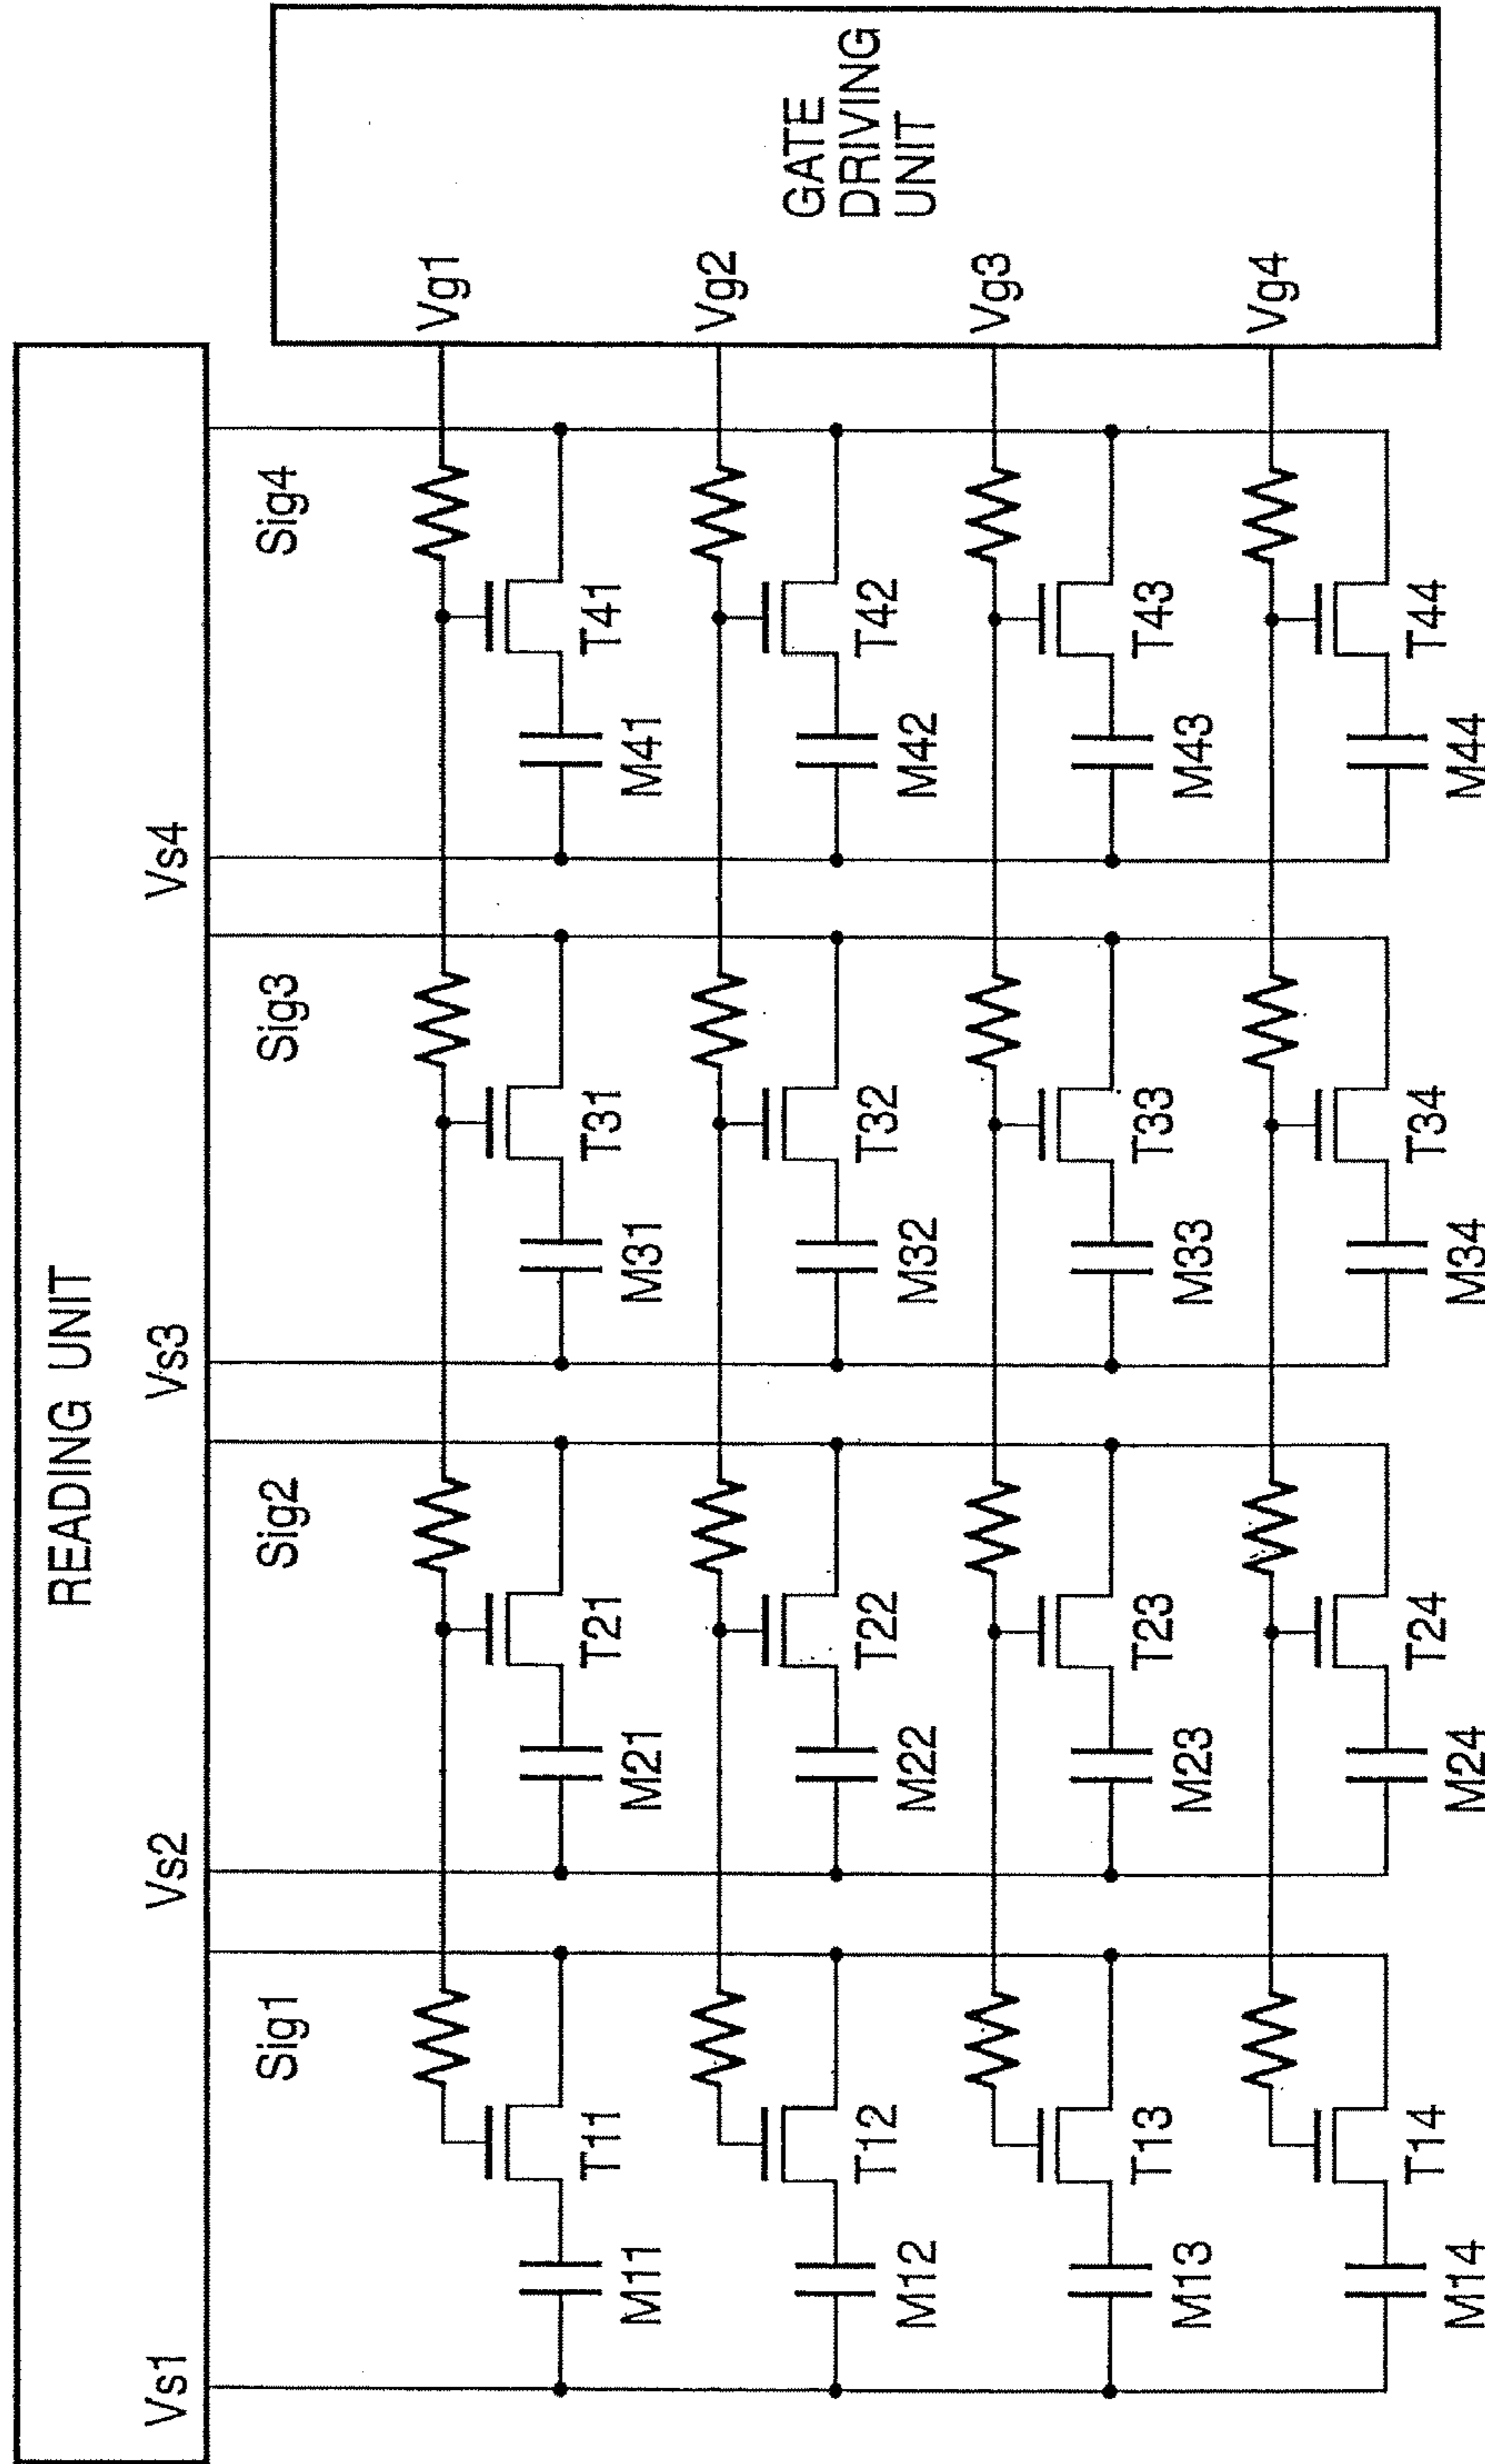 READING UNIT
Vs1 Vs2 Vs3 Vs4
Sig1 Sig2 Sig3 Sig4
Vg1
T11 T21 T31 T41
M11 M21 M31 M41
Vg2
T12 T22 T32 T42
M12 M22 M32 M42
GATE
DRIVING
UNIT
Vg3
T13 T23 T33 T43
M13 M23 M33 M43
Vg4
T14 T24 T34 T44
M14 M24 M34 M44